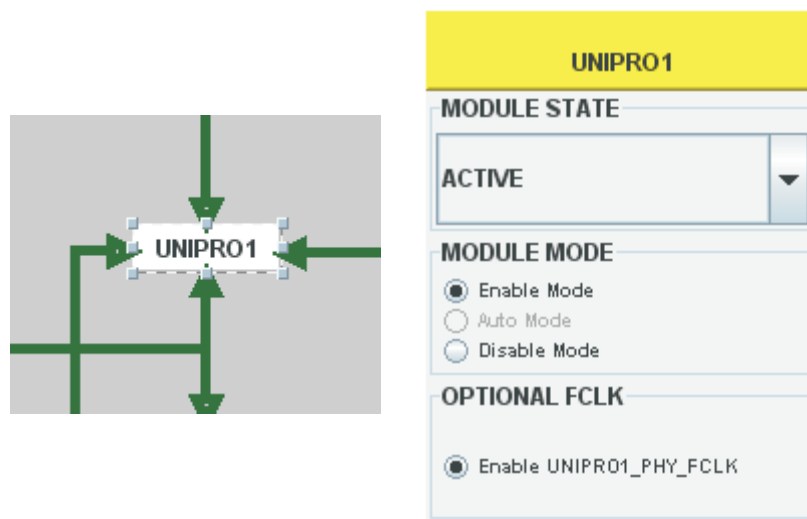 UNIPRO1
UNIPRO1
MODULE STATE
ACTIVE
MODULE MODE
Enable Mode
Auto Mode
Disable Mode
OPTIONAL FCLK
Enable UNIPRO1_PHY_FCLK